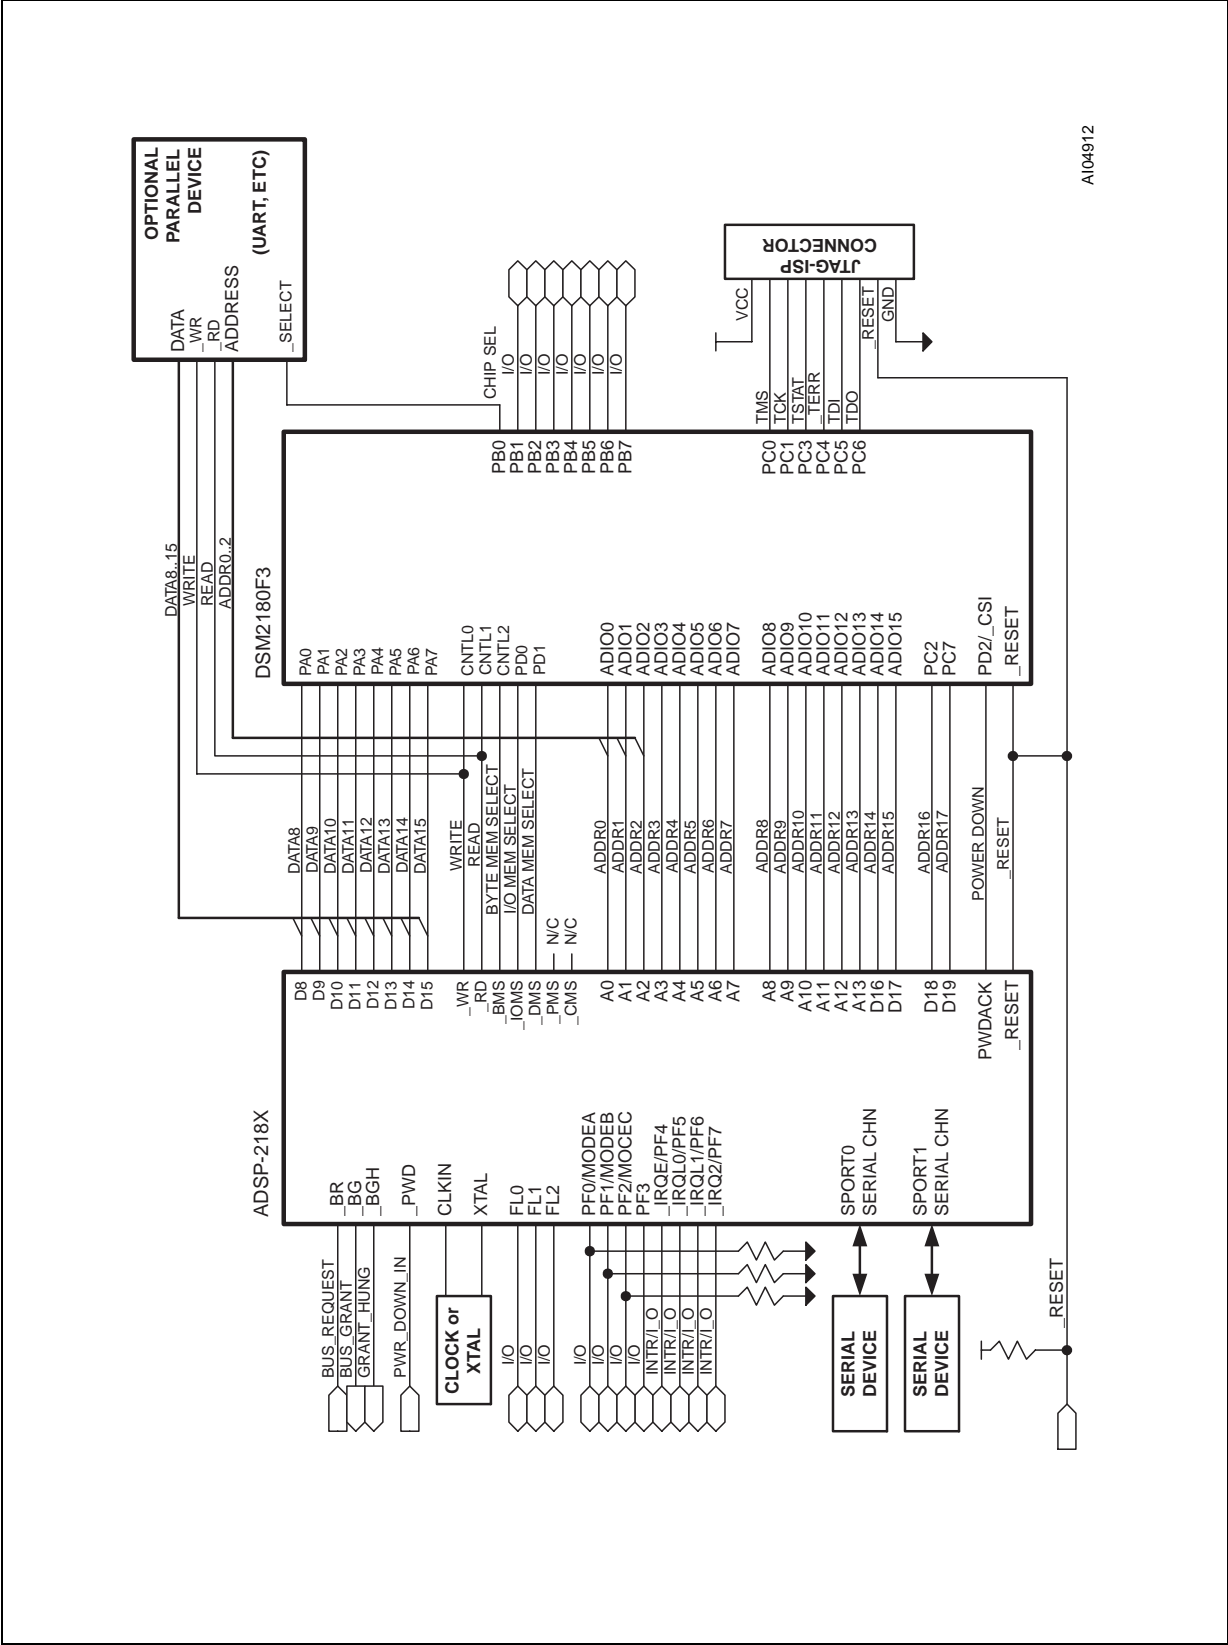 ADSP-218X
BUS_REQUEST
BUS_GRANT
GRANT_HUNG
PWR_DOWN_IN
_BR
_BG
_BGH
_PWD
CLOCK or
XTAL
CLKIN
XTAL
I/O
I/O
I/O
FL0
FL1
FL2
I/O
I/O
I/O
I/O
INTR/I_O
INTR/I_O
INTR/I_O
INTR/I_O
PF0/MODEA
PF1/MODEB
PF2/MOCEC
PF3
_IRQE/PF4
_IRQL0/PF5
_IRQL1/PF6
_IRQ2/PF7
SERIAL
DEVICE
SPORT0
SERIAL CHN
SERIAL
DEVICE
SPORT1
SERIAL CHN
_RESET
D8
D9
D10
D11
D12
D13
D14
D15
_WR
_RD
_BMS
_IOMS
_DMS
_PMS
_CMS
N/C
N/C
A0
A1
A2
A3
A4
A5
A6
A7
A8
A9
A10
A11
A12
A13
D16
D17
D18
D19
PWDACK
_RESET
DATA8
DATA9
DATA10
DATA11
DATA12
DATA13
DATA14
DATA15
WRITE
READ
BYTE MEM SELECT
I/O MEM SELECT
DATA MEM SELECT
ADDR0
ADDR1
ADDR2
ADDR3
ADDR4
ADDR5
ADDR6
ADDR7
ADDR8
ADDR9
ADDR10
ADDR11
ADDR12
ADDR13
ADDR14
ADDR15
ADDR16
ADDR17
POWER DOWN
_RESET
DSM2180F3
PA0
PA1
PA2
PA3
PA4
PA5
PA6
PA7
CNTL0
CNTL1
CNTL2
PD0
PD1
ADIO0
ADIO1
ADIO2
ADIO3
ADIO4
ADIO5
ADIO6
ADIO7
ADIO8
ADIO9
ADIO10
ADIO11
ADIO12
ADIO13
ADIO14
ADIO15
PC2
PC7
PD2/_CSI
_RESET
DATA8..15
WRITE
READ
ADDR0..2
PB0
PB1
PB2
PB3
PB4
PB5
PB6
PB7
CHIP SEL
I/O
I/O
I/O
I/O
I/O
I/O
I/O
PC0
PC1
PC3
PC4
PC5
PC6
TMS
TCK
TSTAT
_TERR
TDI
TDO
VCC
_RESET
GND
JTAG-ISP
CONNECTOR
DATA
_WR
_RD
ADDRESS
_SELECT
OPTIONAL
PARALLEL
DEVICE
(UART, ETC)
AI04912